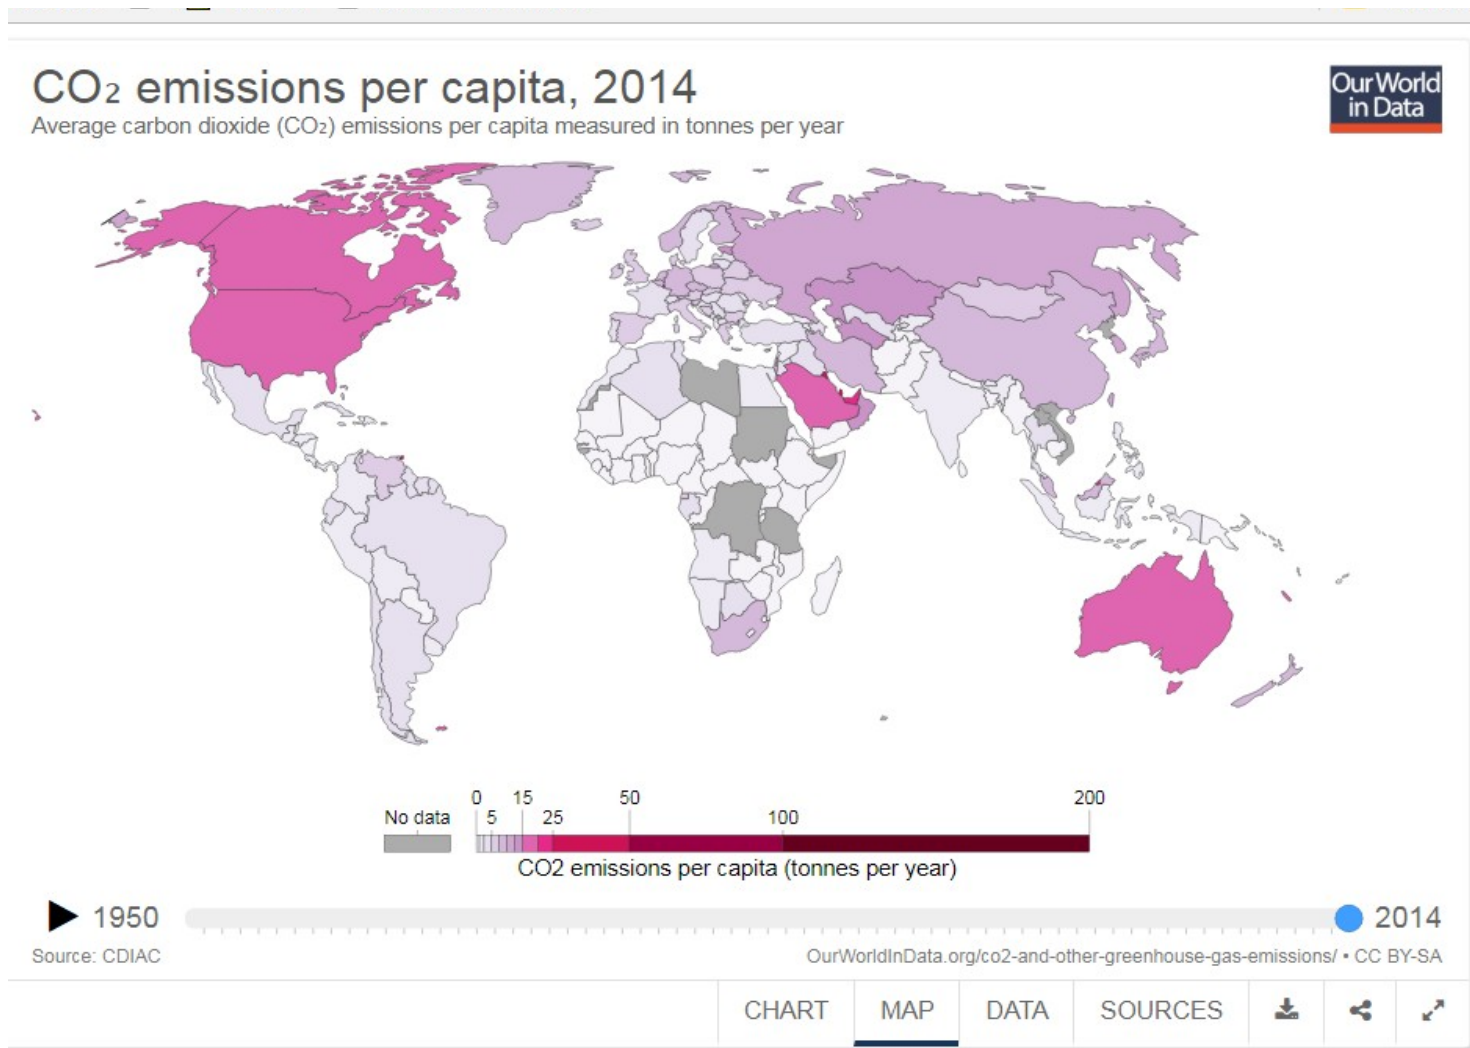 CO₂ emissions per capita, 2014
Average carbon dioxide (CO₂) emissions per capita measured in tonnes per year
Our World
in Data
0 15 50 200
No data 5 25 100
CO2 emissions per capita (tonnes per year)
1950 2014
Source: CDIAC OurWorldInData.org/co2-and-other-greenhouse-gas-emissions/ • CC BY-SA
CHART MAP DATA SOURCES